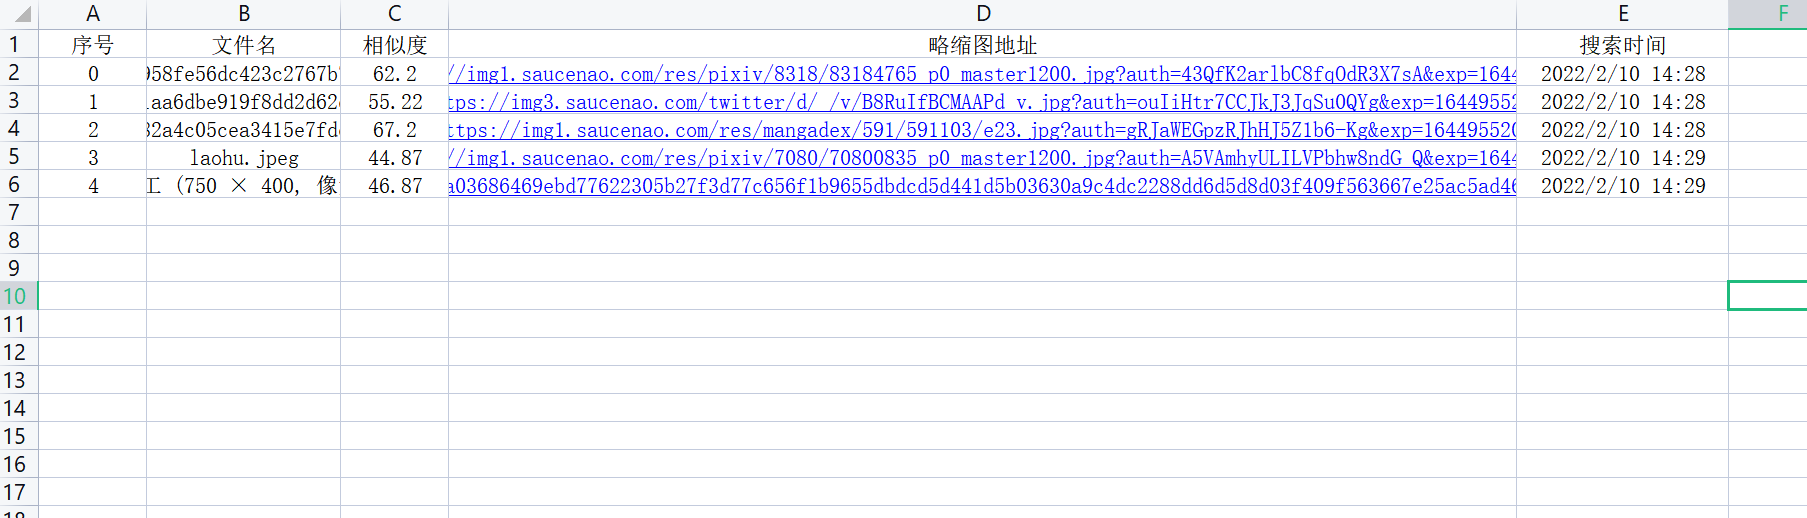 A B C D E F
1 序号 文件名 相似度 略缩图地址 搜索时间
2 0 958fe56dc423c2767b 62.2 //img1.saucenao.com/res/pixiv/8318/83184765_p0_master1200.jpg?auth=43QfK2arlbC8fqOdR3X7sA&exp=1644 2022/2/10 14:28
3 1 aa6dbe919f8dd2d62 55.22 tps://img3.saucenao.com/twitter/d/_/v/B8RuIfBCMAAPd_v.jpg?auth=ouIiHtr7CCJkJ3JqSu0QYg&exp=16449552 2022/2/10 14:28
4 2 32a4c05cea3415e7fd 67.2 ttps://img1.saucenao.com/res/mangadex/591/591103/e23.jpg?auth=gRJaWEGpzRJhHJ5Z1b6-Kg&exp=164495520 2022/2/10 14:28
5 3 laohu.jpeg 44.87 //img1.saucenao.com/res/pixiv/7080/70800835_p0_master1200.jpg?auth=A5VAmhyULILVPbhw8ndG_Q&exp=1644 2022/2/10 14:29
6 4 工 (750 × 400, 像 46.87 a03686469ebd77622305b27f3d77c656f1b9655dbdcd5d441d5b03630a9c4dc2288dd6d5d8d03f409f563667e25ac5ad46 2022/2/10 14:29
7
8
9
10
11
12
13
14
15
16
17